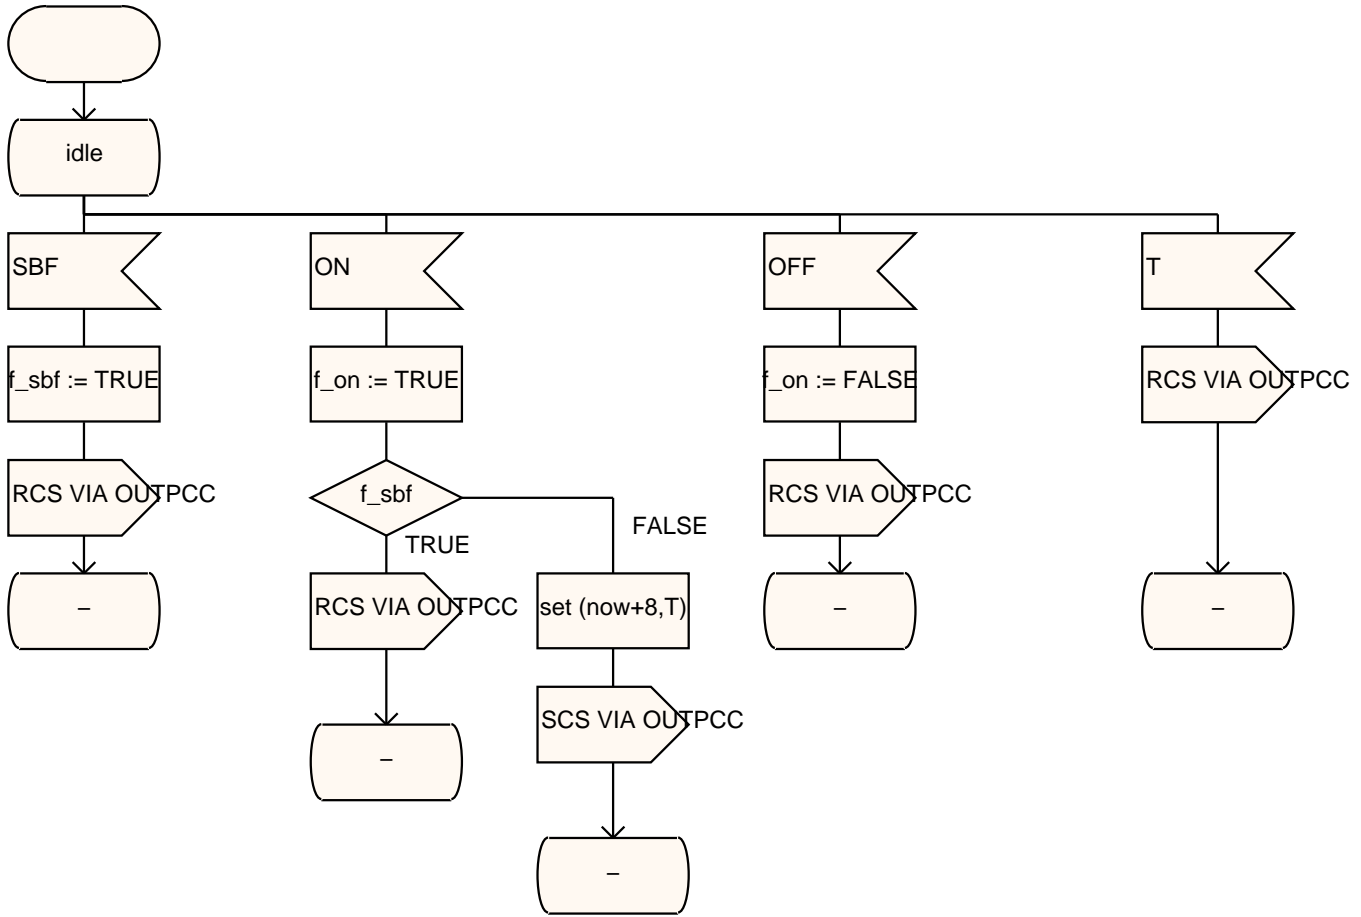 idle
SBF
ON
OFF
T
f_sbf := TRUE
f_on := TRUE
f_on := FALSE
RCS VIA OUTPCC
RCS VIA OUTPCC
f_sbf
RCS VIA OUTPCC
FALSE
TRUE
–
RCS VIA OUTPCC
set (now+8,T)
–
–
SCS VIA OUTPCC
–
–